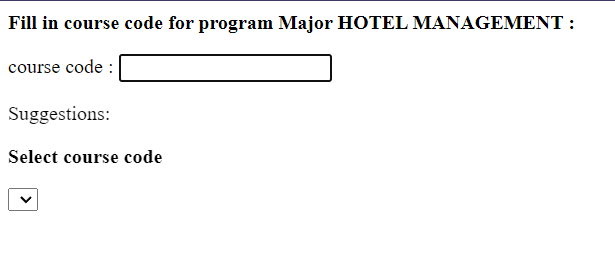 Fill in course code for program Major HOTEL MANAGEMENT :
course code :
Suggestions:
Select course code